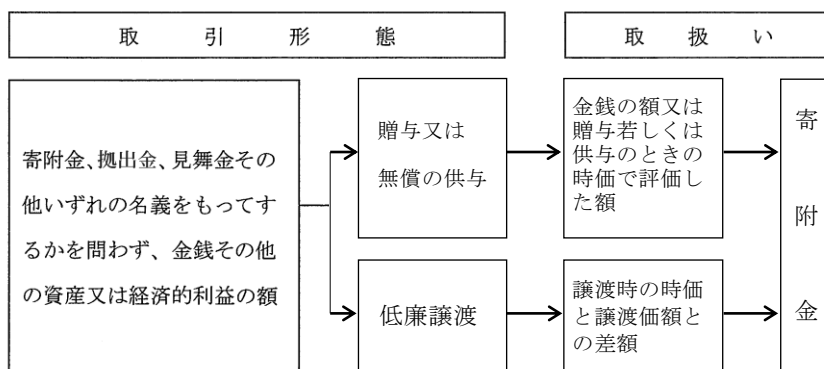 取引形態
取扱い
寄附金、拠出金、見舞金その
他いずれの名義をもってす
るかを問わず、金銭その他
の資産又は経済的利益の額
贈与又は
無償の供与
金銭の額又は
贈与若しくは
供与のときの
時価で評価し
た額
低廉譲渡
譲渡時の時価
と譲渡価額と
の差額
寄
附
金